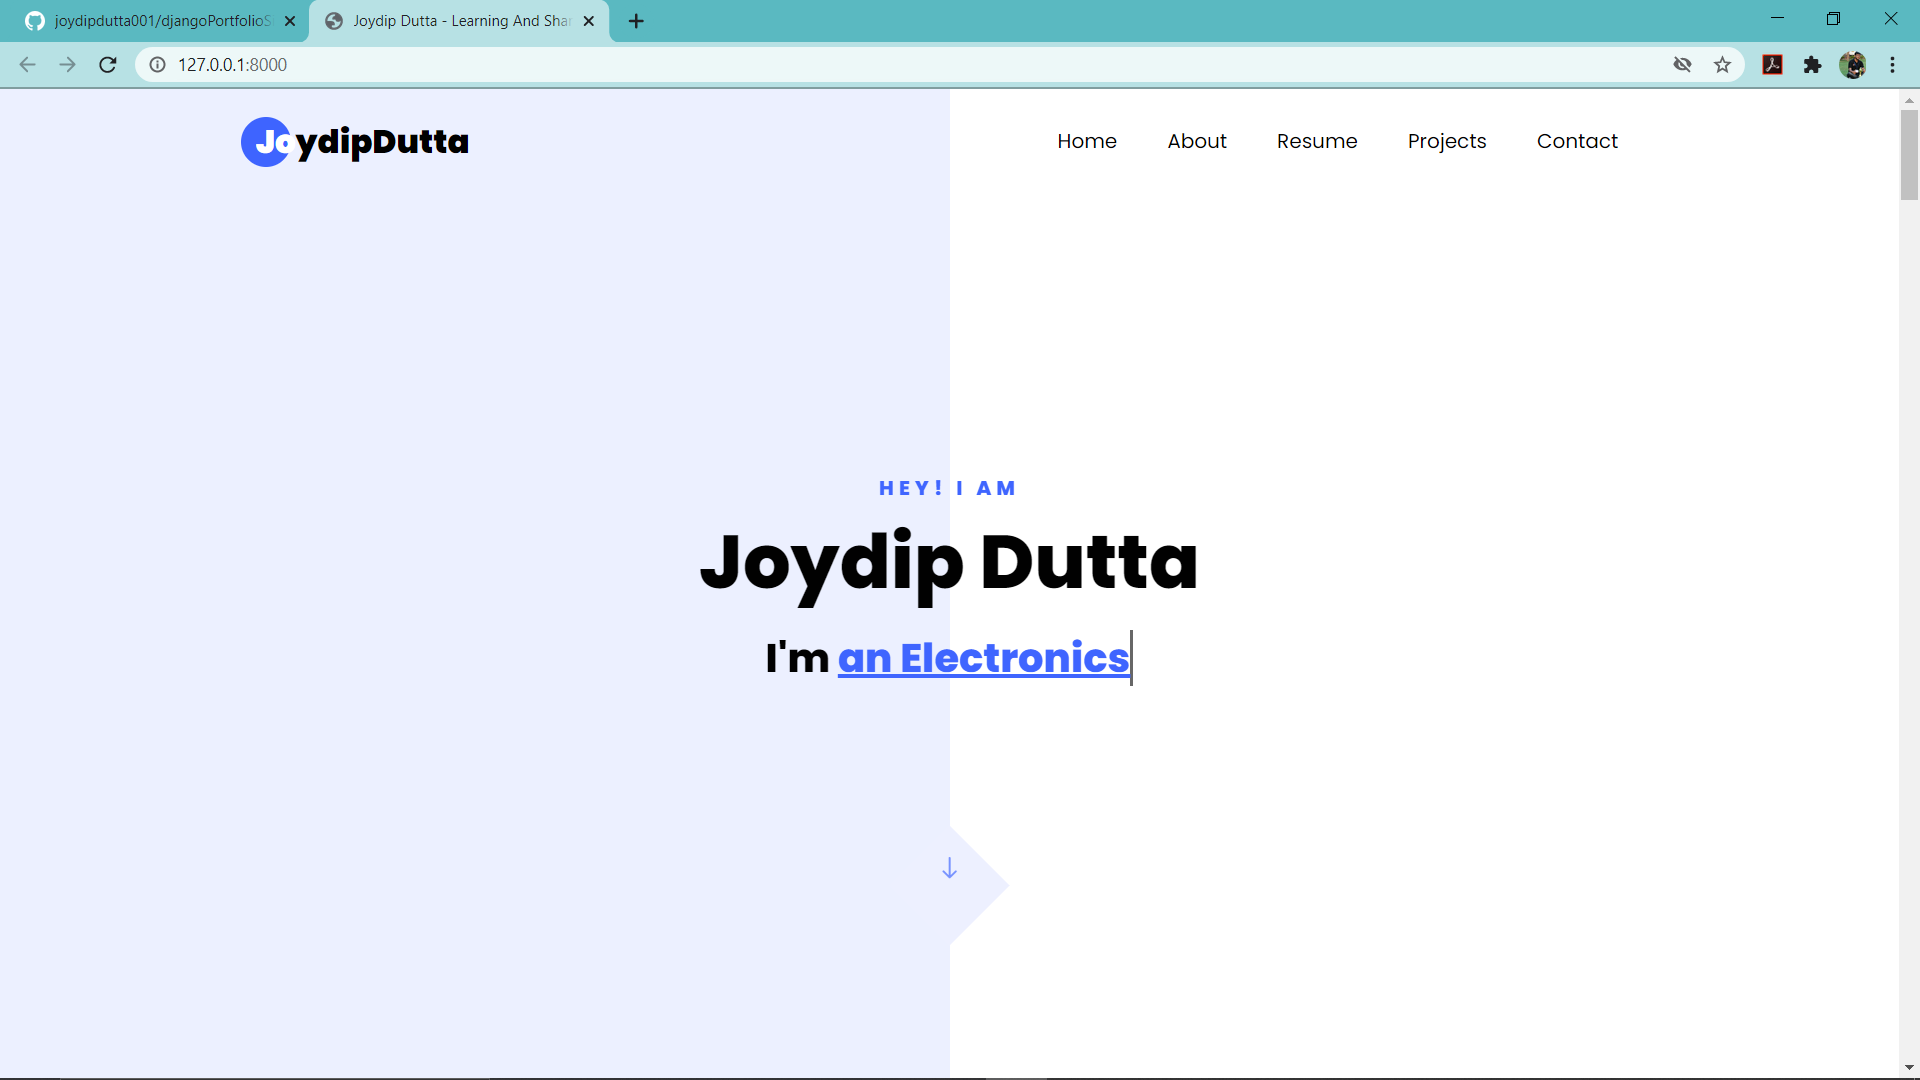 joydipdutta001/djangoPortfolioS
Joydip Dutta - Learning And Shar
127.0.0.1:8000
JoydipDutta
Home About Resume Projects Contact
HEY! I AM
Joydip Dutta
I'm an Electronics